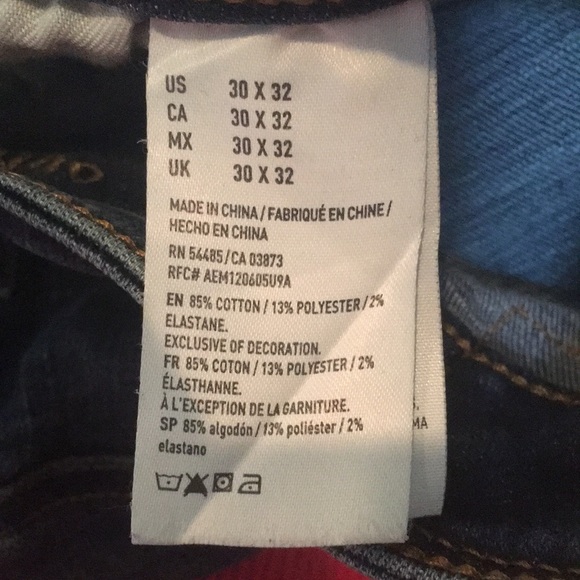 US 30 X 32
CA 30 X 32
MX 30 X 32
UK 30 X 32
MADE IN CHINA / FABRIQUÉ EN CHINE /
HECHO EN CHINA
RN 54485 / CA 03873
RFC# AEM120605U9A
EN 85% COTTON / 13% POLYESTER / 2%
ELASTANE.
EXCLUSIVE OF DECORATION.
FR 85% COTON / 13% POLYESTER / 2%
ÉLASTHANNE.
À L'EXCEPTION DE LA GARNITURE.
SP 85% algodón / 13% poliéster / 2%
elastano
MA